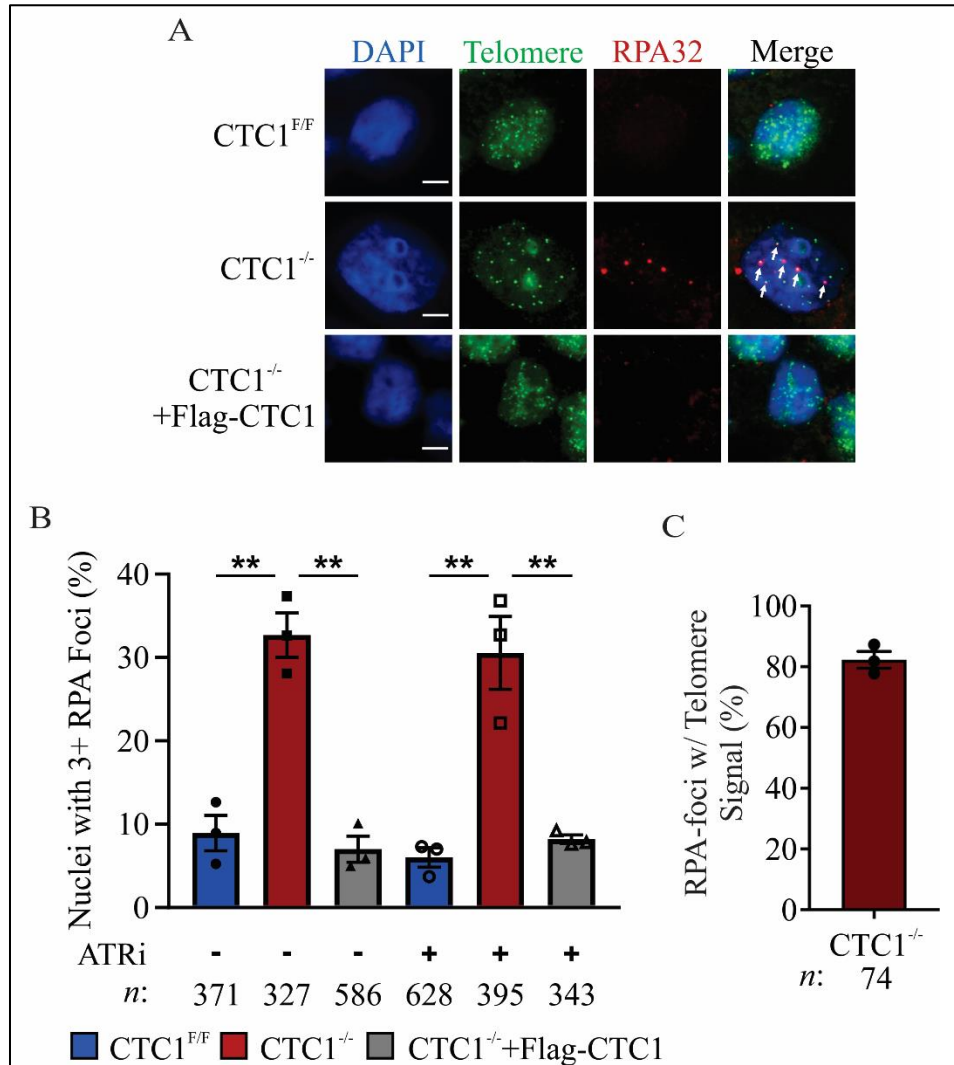 A
DAPI Telomere RPA32 Merge
CTC1F/F
CTC1-/-
CTC1-/-
+Flag-CTC1
B
Nuclei with 3+ RPA Foci (%)
40
30
20
10
0
** ** ** **
ATRi - - - + + +
n: 371 327 586 628 395 343
CTC1F/F CTC1-/- CTC1-/-+Flag-CTC1
C
RPA-foci w/ Telomere
Signal (%)
100
80
60
40
20
0
CTC1-/-
n: 74